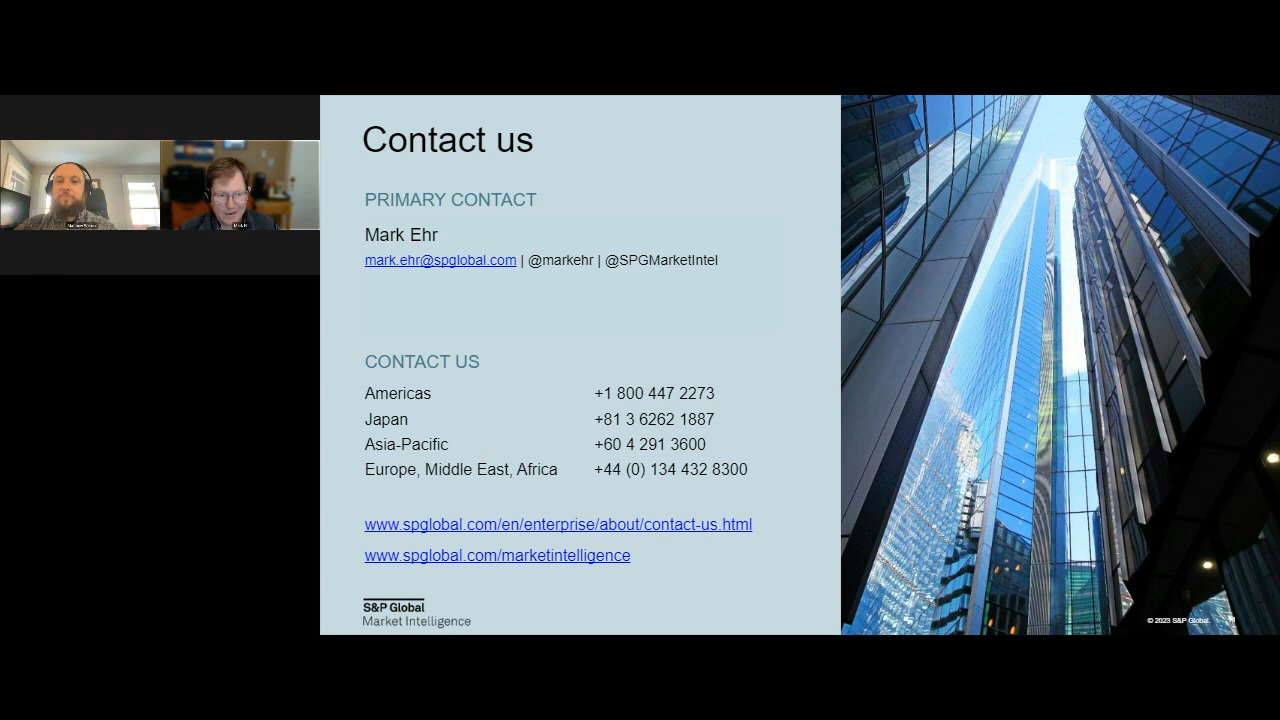 Contact us
PRIMARY CONTACT
Mark Ehr
mark.ehr@spglobal.com | @markehr | @SPGMarketIntel
CONTACT US
Americas +1 800 447 2273
Japan +81 3 6262 1887
Asia-Pacific +60 4 291 3600
Europe, Middle East, Africa +44 (0) 134 432 8300
www.spglobal.com/en/enterprise/about/contact-us.html
www.spglobal.com/marketintelligence
S&P Global
Market Intelligence
© 2023 S&P Global.